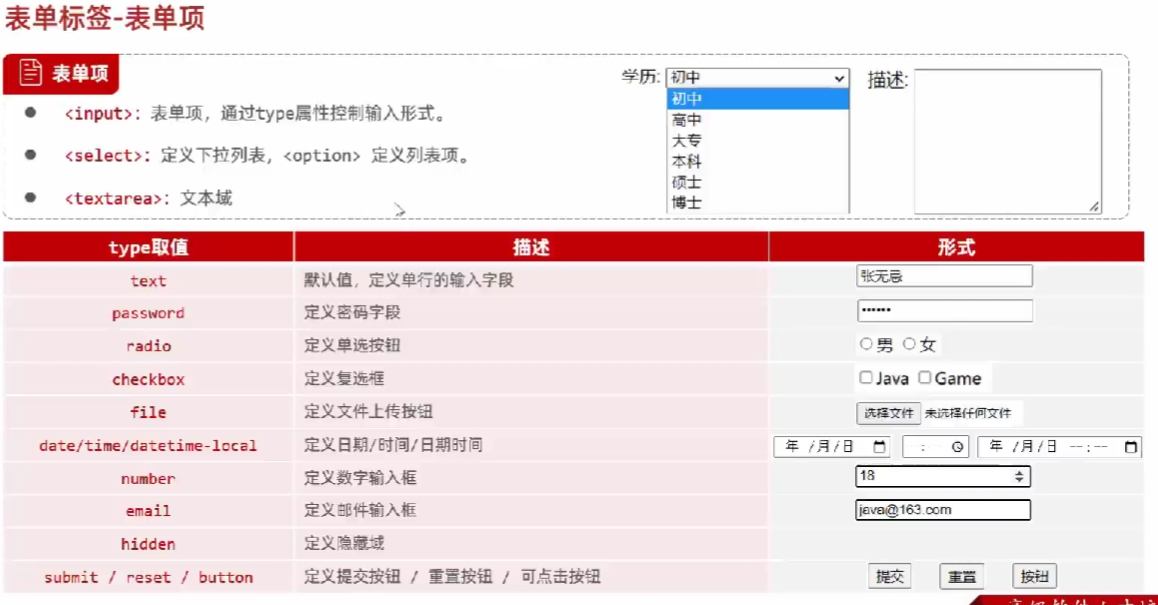 表单标签-表单项
表单项
<input>: 表单项，通过type属性控制输入形式。
<select>: 定义下拉列表，<option> 定义列表项。
<textarea>: 文本域
学历: 初中
初中
高中
大专
本科
硕士
博士
描述:
type取值 描述 形式
text 默认值，定义单行的输入字段 张无忌
password 定义密码字段 ••••••
radio 定义单选按钮 男 女
checkbox 定义复选框 Java Game
file 定义文件上传按钮 选择文件 未选择任何文件
date/time/datetime-local 定义日期/时间/日期时间 年 /月/日 : 年 /月/日 --:--
number 定义数字输入框 18
email 定义邮件输入框 java@163.com
hidden 定义隐藏域
submit / reset / button 定义提交按钮 / 重置按钮 / 可点击按钮 提交 重置 按钮